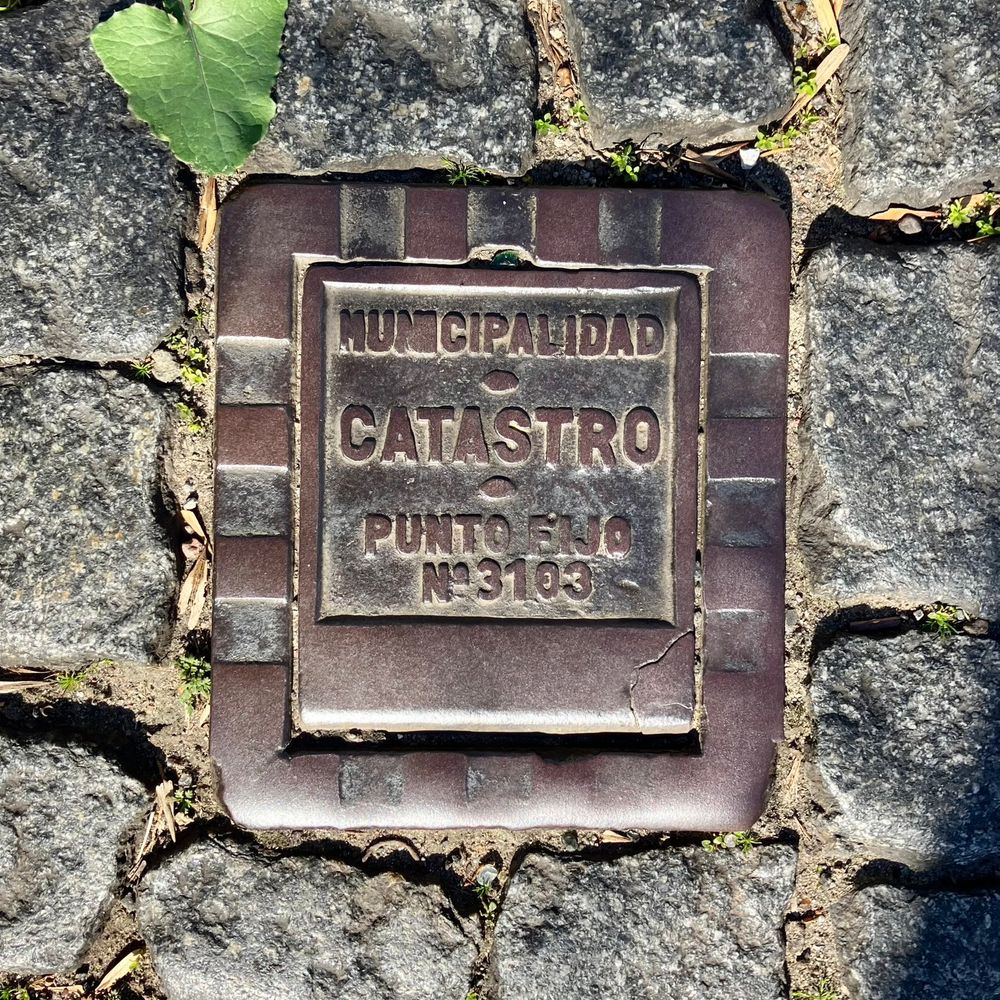 MUNICIPALIDAD
CATASTRO
PUNTO FIJO
Nº 3103